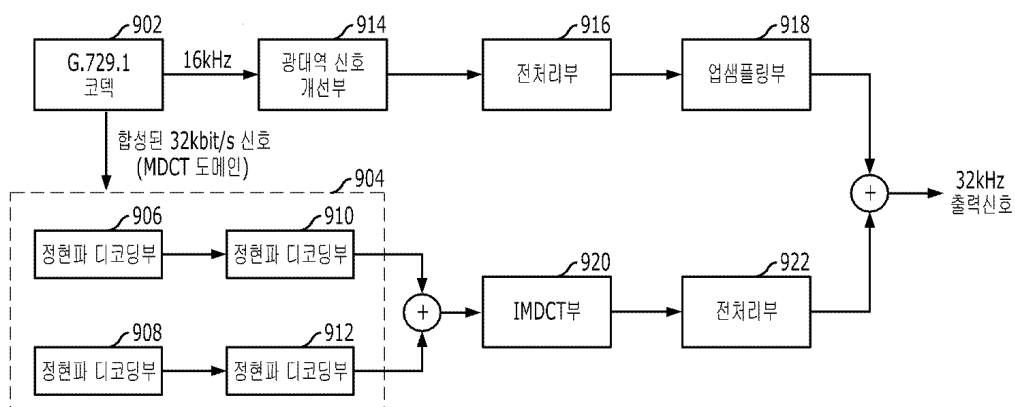 902
914
916
918
G.729.1
코덱
16kHz
광대역 신호
개선부
전처리부
업샘플링부
합성된 32kbit/s 신호
(MDCT 도메인)
904
+
32kHz
출력신호
906
910
정현파 디코딩부
정현파 디코딩부
920
922
+
IMDCT부
전처리부
908
912
정현파 디코딩부
정현파 디코딩부